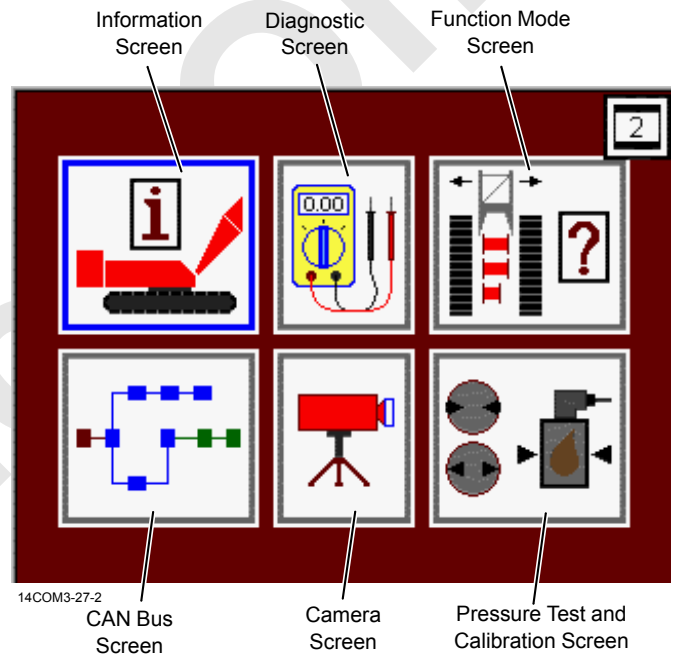 Information
Screen
Diagnostic
Screen
Function Mode
Screen
2
i
0.00
?
14COM3-27-2
CAN Bus
Screen
Camera
Screen
Pressure Test and
Calibration Screen